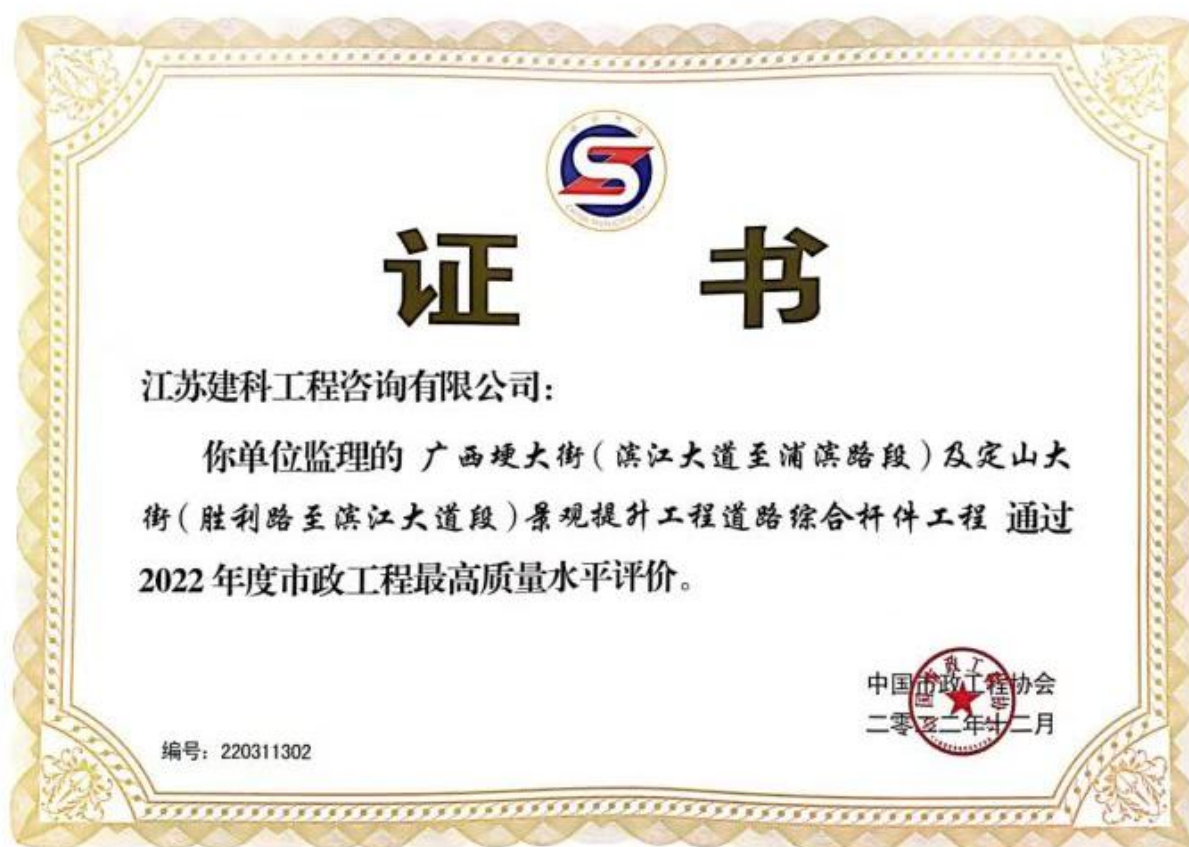 证 书
江苏建科工程咨询有限公司：
你单位监理的 广西埂大街（滨江大道至浦滨路段）及定山大
街（胜利路至滨江大道段）景观提升工程道路综合杆件工程 通过
2022 年度市政工程最高质量水平评价。
中国市政工程协会
二零二二年十二月
编号：220311302